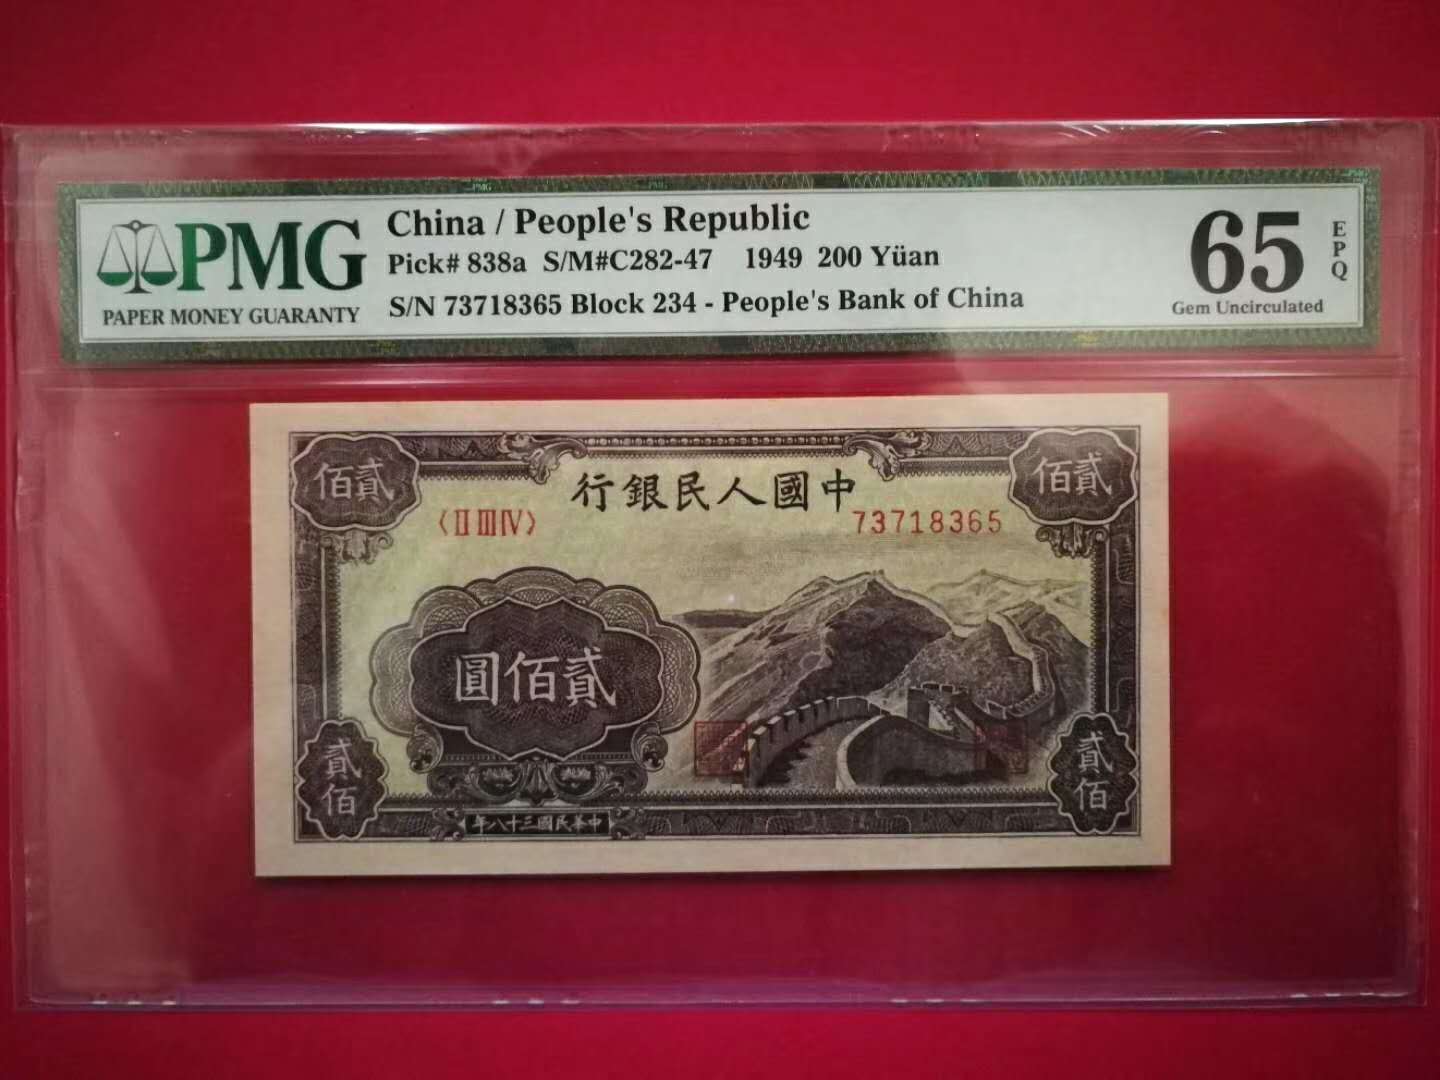 PMG
PAPER MONEY GUARANTY
China / People's Republic
Pick# 838a S/M#C282-47 1949 200 Yüan
S/N 73718365 Block 234 - People's Bank of China
65
EPQ
Gem Uncirculated
佰貳
行銀民人國中
佰貳
〈II III IV〉
73718365
圓佰貳
貳佰
貳佰
年八十三國民華中